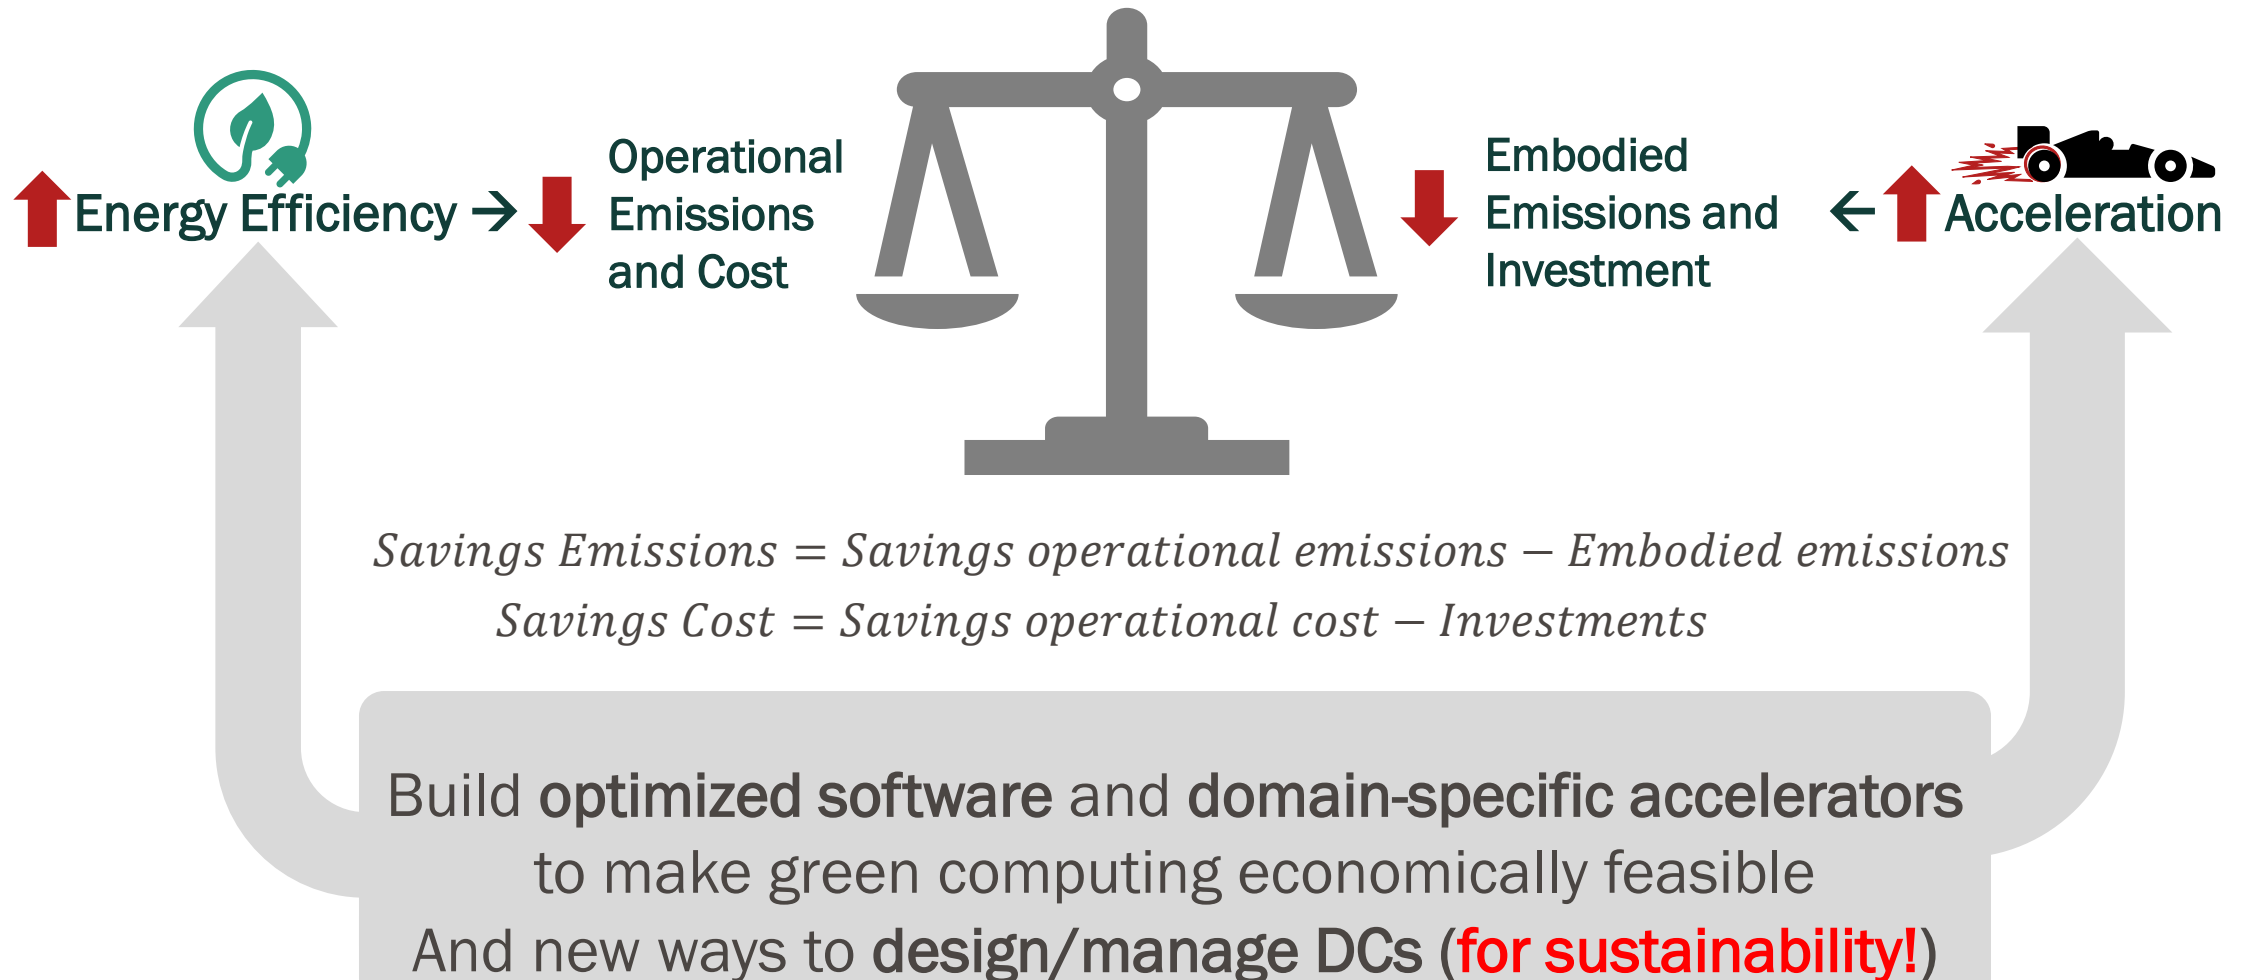 Energy Efficiency →
Operational
Emissions
and Cost
Embodied
Emissions and
Investment
← Acceleration
Savings Emissions = Savings operational emissions − Embodied emissions
Savings Cost = Savings operational cost − Investments
Build optimized software and domain-specific accelerators
to make green computing economically feasible
And new ways to design/manage DCs (for sustainability!)